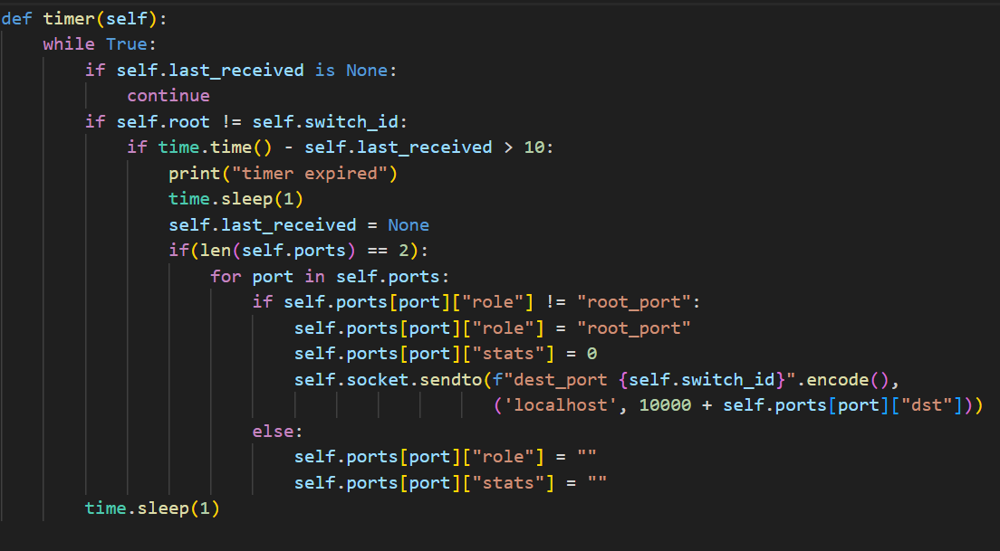 def timer(self):
    while True:
        if self.last_received is None:
            continue
        if self.root != self.switch_id:
            if time.time() - self.last_received > 10:
                print("timer expired")
                time.sleep(1)
                self.last_received = None
                if(len(self.ports) == 2):
                    for port in self.ports:
                        if self.ports[port]["role"] != "root_port":
                            self.ports[port]["role"] = "root_port"
                            self.ports[port]["stats"] = 0
                            self.socket.sendto(f"dest_port {self.switch_id}".encode(),
                                               ('localhost', 10000 + self.ports[port]["dst"]))
                        else:
                            self.ports[port]["role"] = ""
                            self.ports[port]["stats"] = ""
        time.sleep(1)